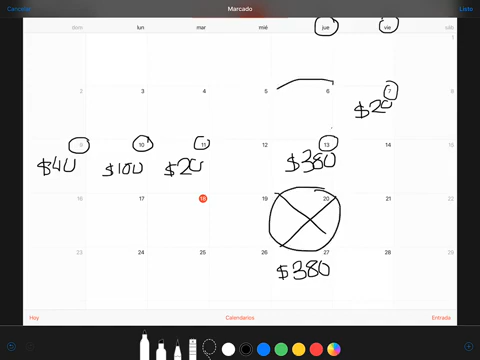 Cancelar Marcado Listo
dom lun mar mié jue vie sáb
1
2 3 4 5 6 7 8
$20
9 10 11 12 13 14 15
$40 $100 $20 $380
16 17 18 19 20 21 22
23 24 25 26 27 28 29
$380
Hoy Calendarios Entrada